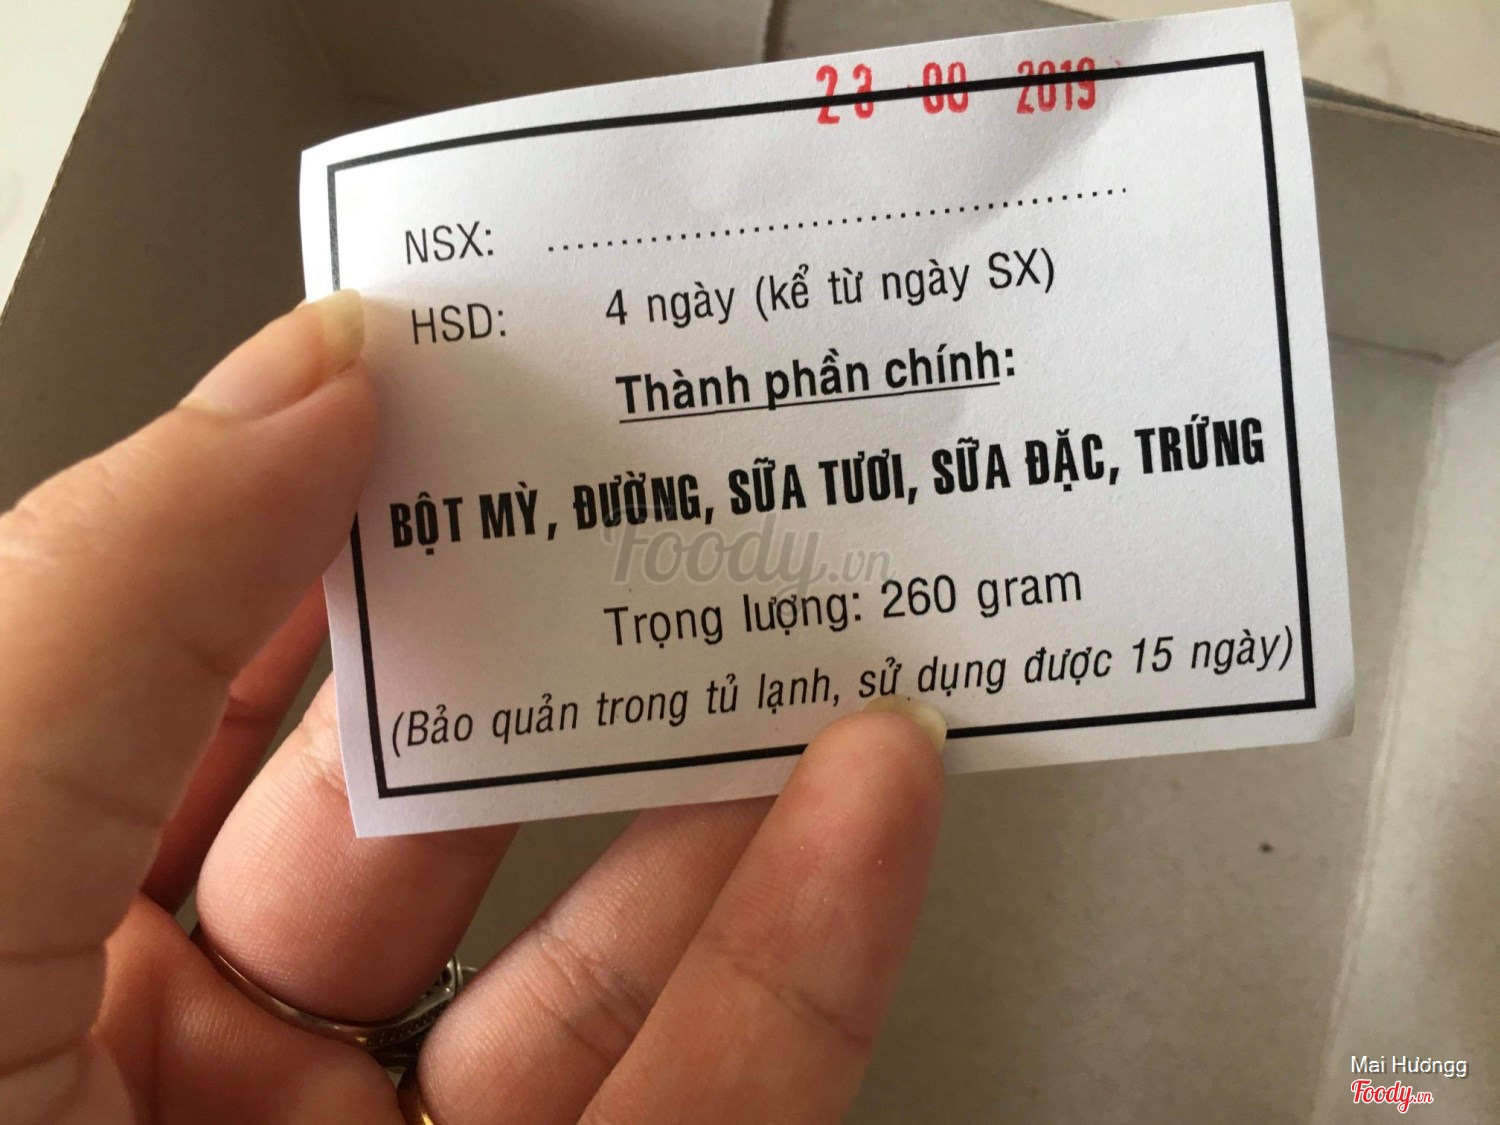 23 08 2019
NSX: ........................................
HSD: 4 ngày (kể từ ngày SX)
Thành phần chính:
BỘT MỲ, ĐƯỜNG, SỮA TƯƠI, SỮA ĐẶC, TRỨNG
Foody.vn
Trọng lượng: 260 gram
(Bảo quản trong tủ lạnh, sử dụng được 15 ngày)
Mai Hươngg
Foody.vn